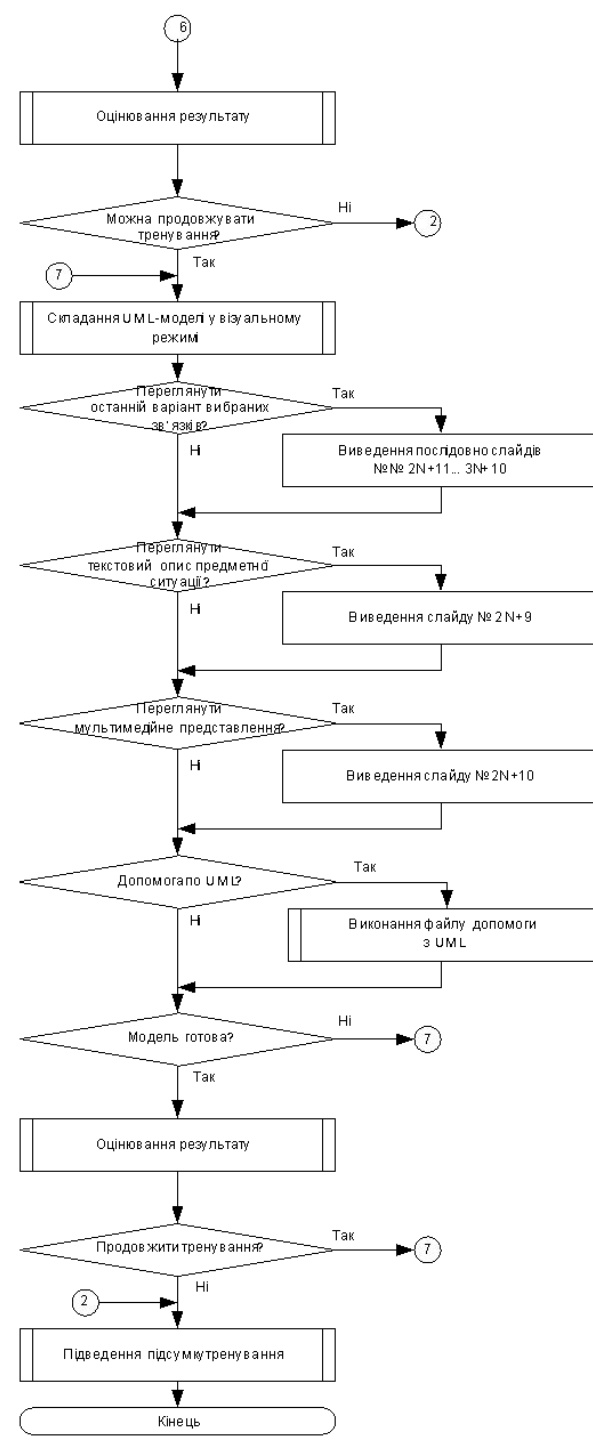 6
Оцінювання результату
Ні
Можна продовжувати
тренування?
2
Так
7
Складання UML-моделі у візуальному
режимі
Переглянути
останній варіант вибраних
зв'язків?
Так
Ні
Виведення послідовно слайдів
№№ 2N+11... 3N+10
Переглянути
текстовий опис предметної
ситуації?
Так
Ні
Виведення слайду № 2N+9
Переглянути
мультимедійне представлення?
Так
Ні
Виведення слайду №2N+10
Допомога по UML?
Так
Ні
Виконання файлу допомоги
з UML
Модель готова?
Ні
7
Так
Оцінювання результату
Продовжити тренування?
Так
7
Ні
2
Підведення підсумку тренування
Кінець